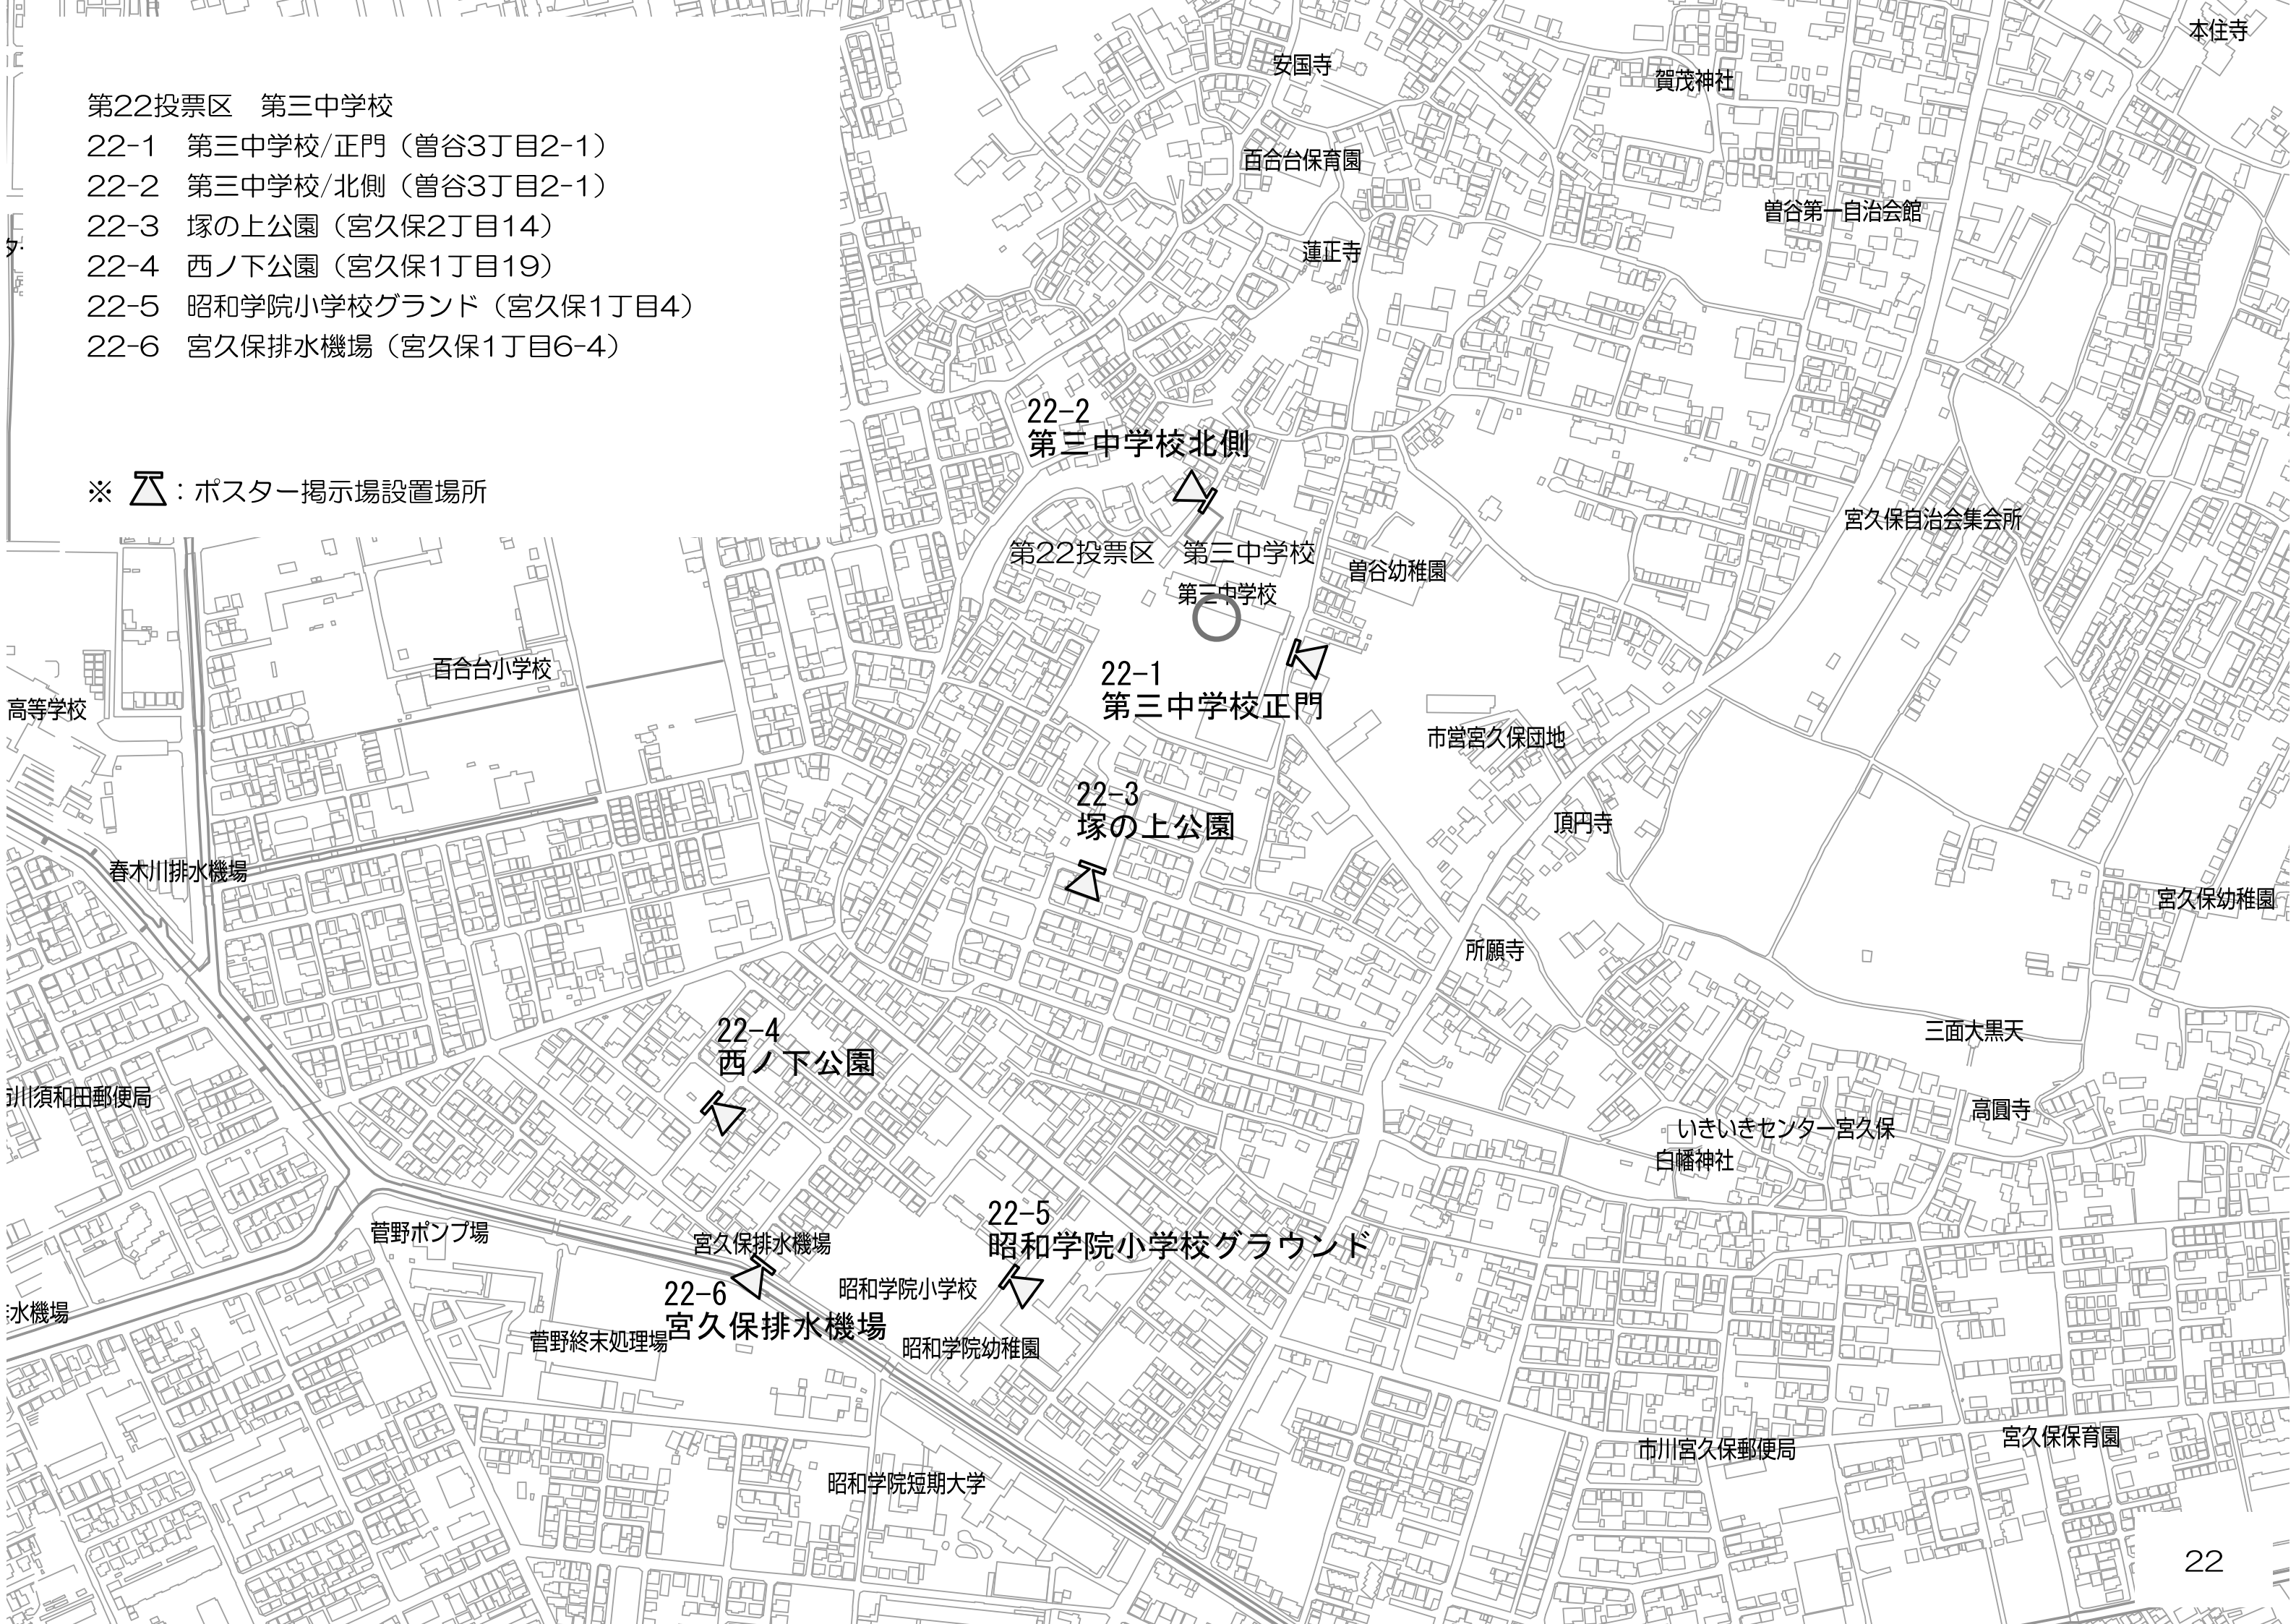 第22投票区　第三中学校
22-1　第三中学校/正門（曽谷3丁目2-1）
22-2　第三中学校/北側（曽谷3丁目2-1）
22-3　塚の上公園（宮久保2丁目14）
22-4　西ノ下公園（宮久保1丁目19）
22-5　昭和学院小学校グランド（宮久保1丁目4）
22-6　宮久保排水機場（宮久保1丁目6-4）
※　：ポスター掲示場設置場所
本住寺
安国寺
賀茂神社
百合台保育園
曽谷第一自治会館
蓮正寺
22-2
第三中学校北側
宮久保自治会集会所
第22投票区　第三中学校
曽谷幼稚園
第三中学校
百合台小学校
22-1
第三中学校正門
高等学校
市営宮久保団地
22-3
塚の上公園
頂円寺
春木川排水機場
宮久保幼稚園
所願寺
22-4
西ノ下公園
三面大黒天
川須和田郵便局
高圓寺
いきいきセンター宮久保
白幡神社
22-5
昭和学院小学校グラウンド
菅野ポンプ場
宮久保排水機場
昭和学院小学校
22-6
宮久保排水機場
水機場
菅野終末処理場
昭和学院幼稚園
宮久保保育園
市川宮久保郵便局
昭和学院短期大学
22